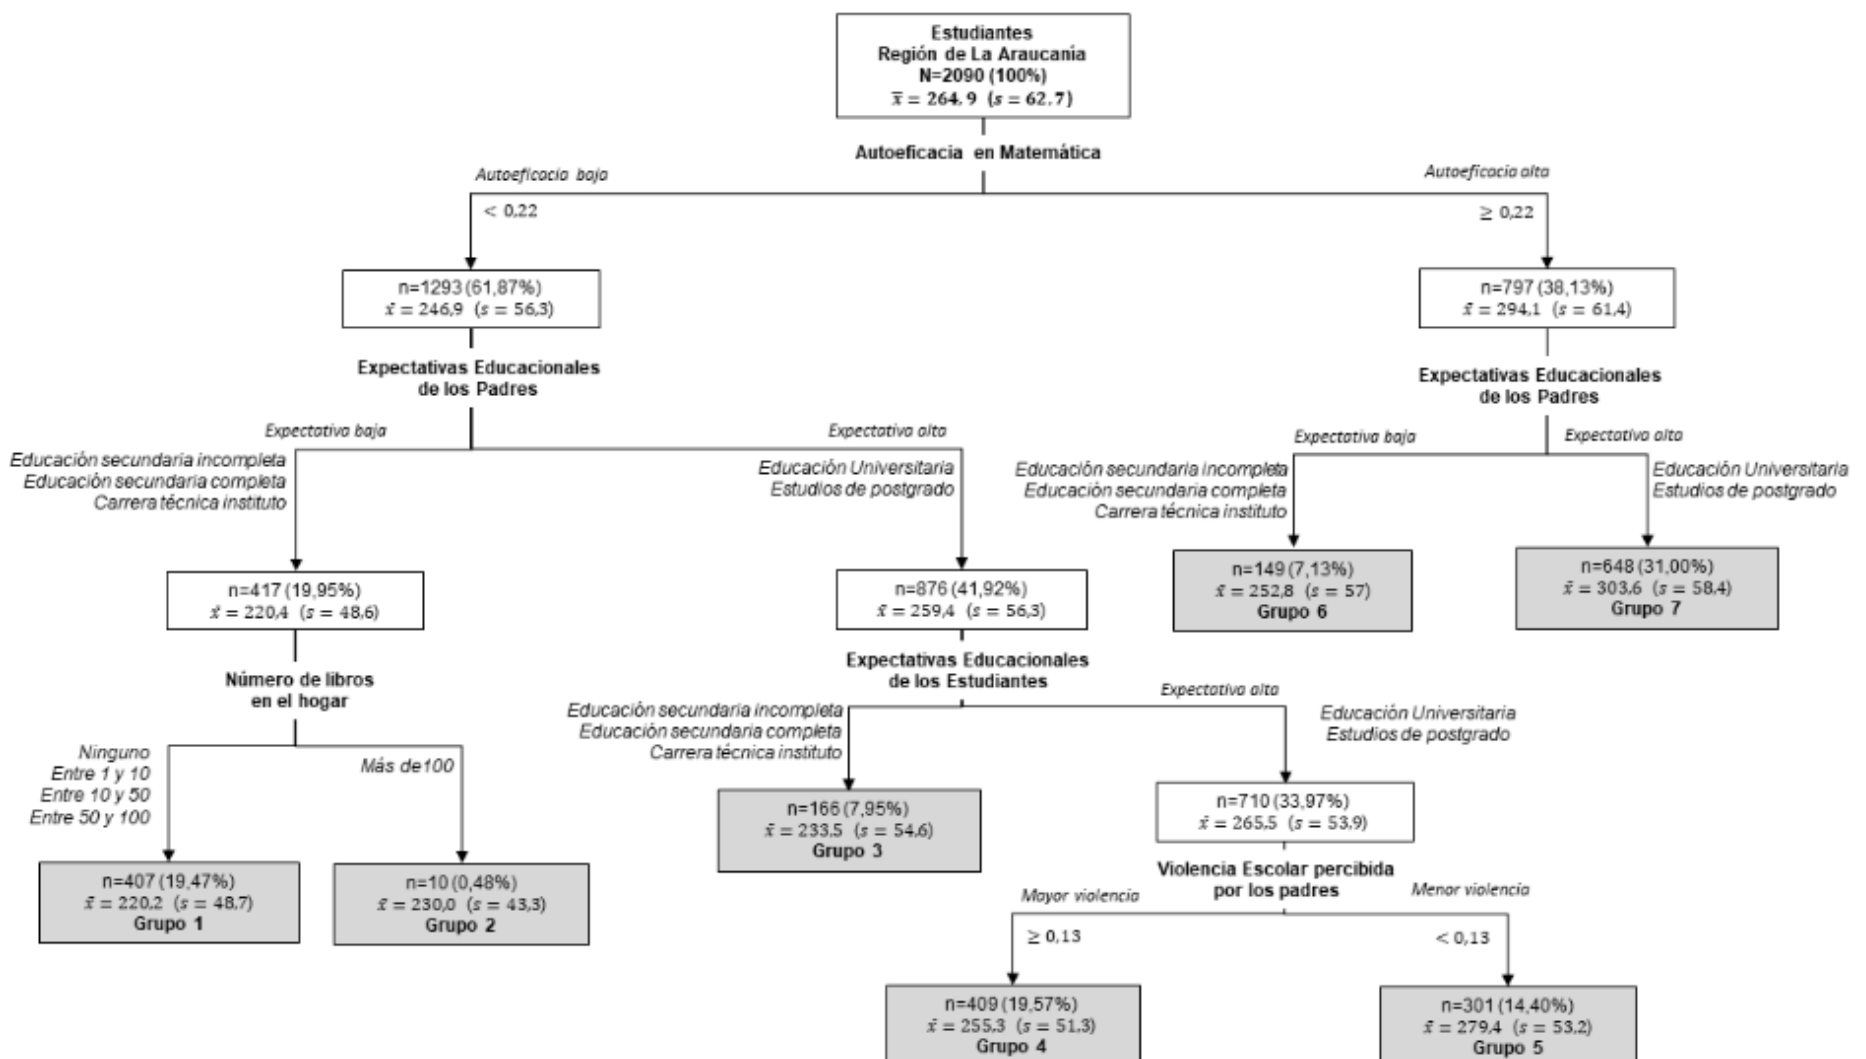 Estudiantes
Región de La Araucanía
N=2090 (100%)
x̄ = 264,9 (s = 62,7)
Autoeficacia en Matemática
Autoeficacia baja
Autoeficacia alta
< 0,22
≥ 0,22
n=1293 (61,87%)
x̄ = 246,9 (s = 56,3)
n=797 (38,13%)
x̄ = 294,1 (s = 61,4)
Expectativas Educacionales
de los Padres
Expectativas Educacionales
de los Padres
Expectativa baja
Expectativa alta
Expectativa baja
Expectativa alta
Educación secundaria incompleta
Educación secundaria completa
Carrera técnica instituto
Educación Universitaria
Estudios de postgrado
Educación secundaria incompleta
Educación secundaria completa
Carrera técnica instituto
Educación Universitaria
Estudios de postgrado
n=417 (19,95%)
x̄ = 220,4 (s = 48,6)
n=876 (41,92%)
x̄ = 259,4 (s = 56,3)
n=149 (7,13%)
x̄ = 252,8 (s = 57)
Grupo 6
n=648 (31,00%)
x̄ = 303,6 (s = 58,4)
Grupo 7
Número de libros
en el hogar
Expectativas Educacionales
de los Estudiantes
Expectativa alta
Educación secundaria incompleta
Educación secundaria completa
Carrera técnica instituto
Educación Universitaria
Estudios de postgrado
Ninguno
Entre 1 y 10
Entre 10 y 50
Entre 50 y 100
Más de100
n=166 (7,95%)
x̄ = 233,5 (s = 54,6)
Grupo 3
n=710 (33,97%)
x̄ = 265,5 (s = 53,9)
n=407 (19,47%)
x̄ = 220,2 (s = 48,7)
Grupo 1
n=10 (0,48%)
x̄ = 230,0 (s = 43,3)
Grupo 2
Violencia Escolar percibida
por los padres
Mayor violencia
Menor violencia
≥ 0,13
< 0,13
n=409 (19,57%)
x̄ = 255,3 (s = 51,3)
Grupo 4
n=301 (14,40%)
x̄ = 279,4 (s = 53,2)
Grupo 5